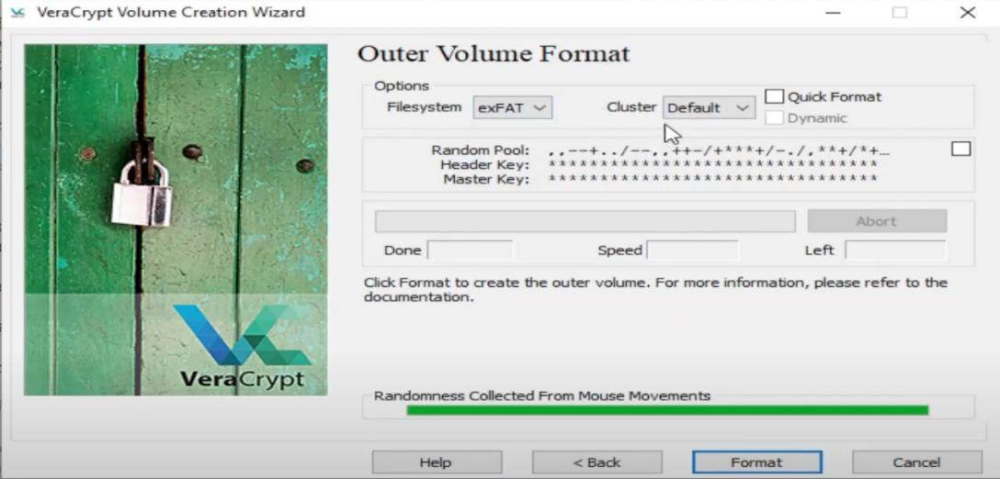 VeraCrypt Volume Creation Wizard
Outer Volume Format
Options
Filesystem exFAT Cluster Default Quick Format
Dynamic
Random Pool: ,,--+../--,,++-/+***+/-./,**+/*+...
Header Key: ********************************
Master Key: ********************************
Abort
Done Speed Left
Click Format to create the outer volume. For more information, please refer to the
documentation.
VeraCrypt
Randomness Collected From Mouse Movements
Help < Back Format Cancel